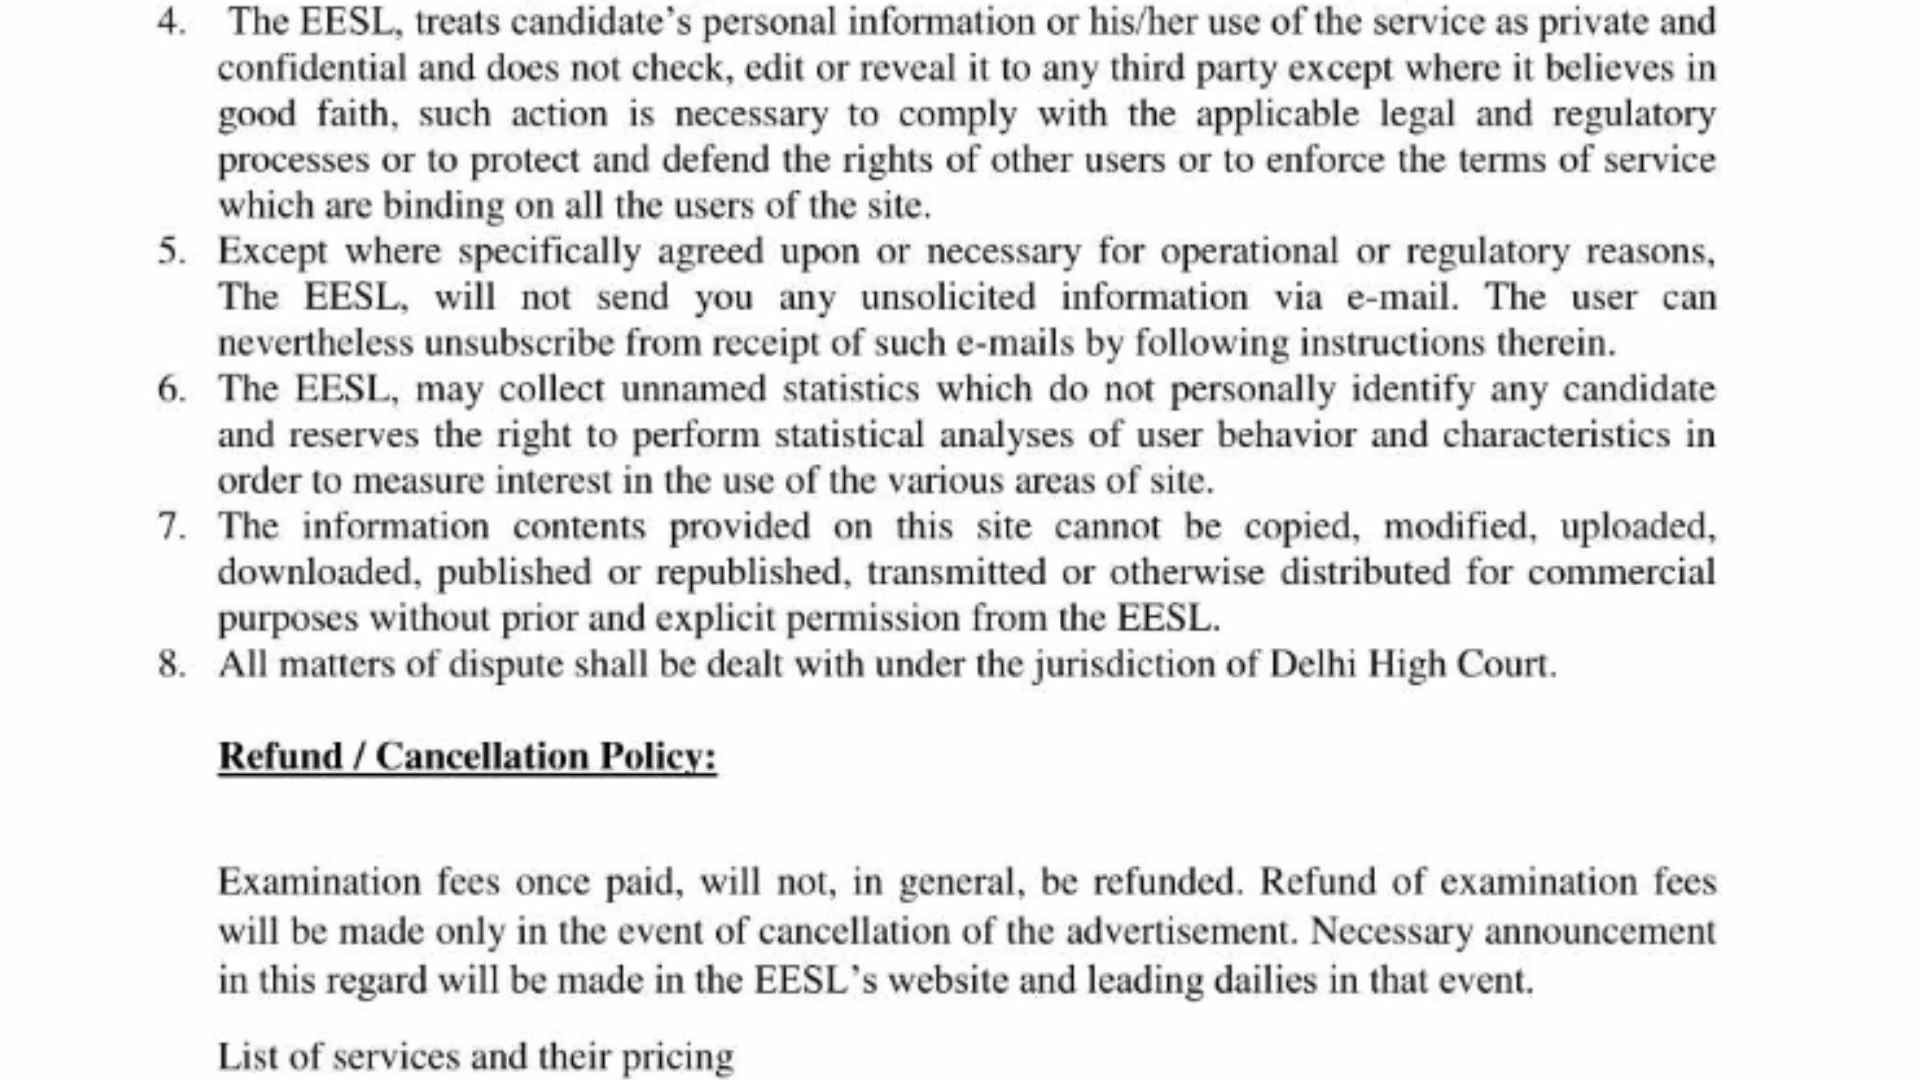 4. The EESL, treats candidate's personal information or his/her use of the service as private and
confidential and does not check, edit or reveal it to any third party except where it believes in
good faith, such action is necessary to comply with the applicable legal and regulatory
processes or to protect and defend the rights of other users or to enforce the terms of service
which are binding on all the users of the site.
5. Except where specifically agreed upon or necessary for operational or regulatory reasons,
The EESL, will not send you any unsolicited information via e-mail. The user can
nevertheless unsubscribe from receipt of such e-mails by following instructions therein.
6. The EESL, may collect unnamed statistics which do not personally identify any candidate
and reserves the right to perform statistical analyses of user behavior and characteristics in
order to measure interest in the use of the various areas of site.
7. The information contents provided on this site cannot be copied, modified, uploaded,
downloaded, published or republished, transmitted or otherwise distributed for commercial
purposes without prior and explicit permission from the EESL.
8. All matters of dispute shall be dealt with under the jurisdiction of Delhi High Court.
Refund / Cancellation Policy:
Examination fees once paid, will not, in general, be refunded. Refund of examination fees
will be made only in the event of cancellation of the advertisement. Necessary announcement
in this regard will be made in the EESL's website and leading dailies in that event.
List of services and their pricing